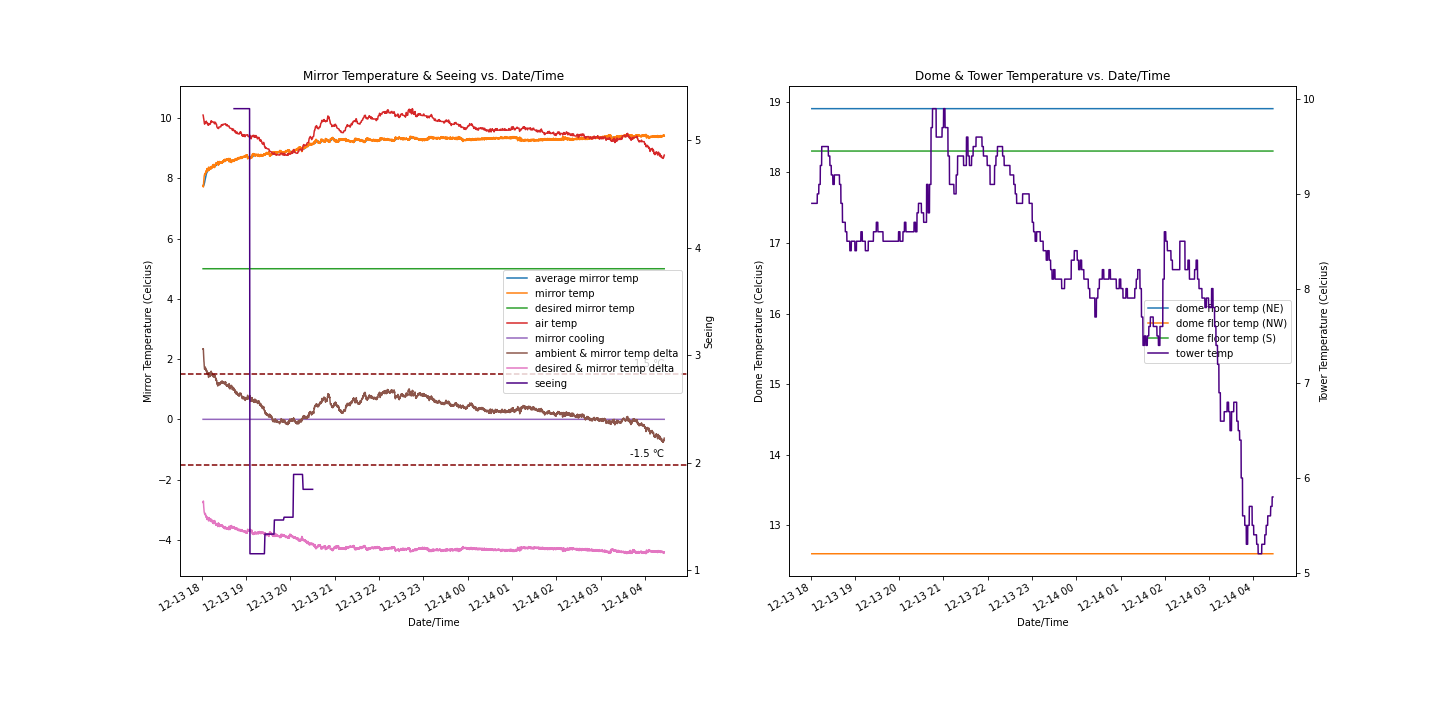 Mirror Temperature & Seeing vs. Date/Time
Mirror Temperature (Celcius)
10
8
6
4
2
0
−2
−4
5
4
3
2
1
Seeing
average mirror temp
mirror temp
desired mirror temp
air temp
mirror cooling
ambient & mirror temp delta
desired & mirror temp delta
seeing
1.5 °C
-1.5 °C
12-13 18
12-13 19
12-13 20
12-13 21
12-13 22
12-13 23
12-14 00
12-14 01
12-14 02
12-14 03
12-14 04
Date/Time
Dome & Tower Temperature vs. Date/Time
Dome Temperature (Celcius)
19
18
17
16
15
14
13
10
9
8
7
6
5
Tower Temperature (Celcius)
dome floor temp (NE)
dome floor temp (NW)
dome floor temp (S)
tower temp
12-13 18
12-13 19
12-13 20
12-13 21
12-13 22
12-13 23
12-14 00
12-14 01
12-14 02
12-14 03
12-14 04
Date/Time